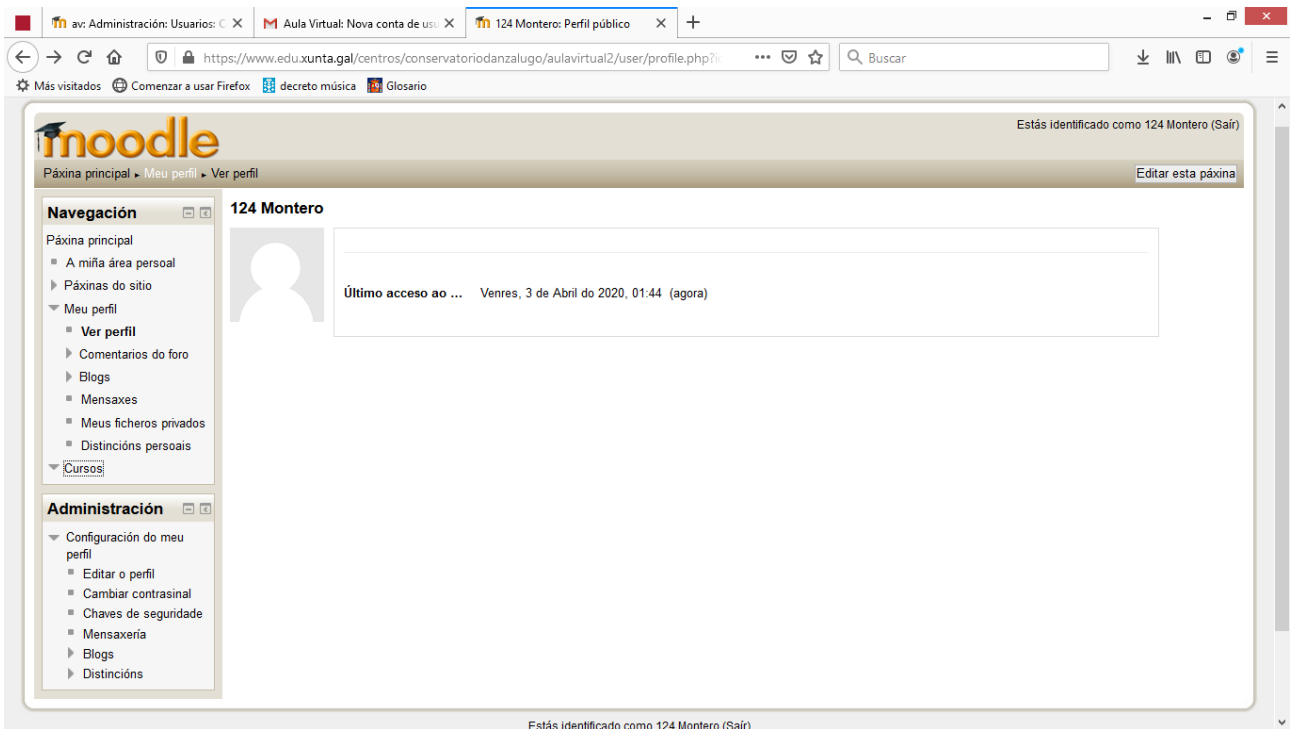 av: Administración: Usuarios:
Aula Virtual: Nova conta de usu
124 Montero: Perfil público
https://www.edu.xunta.gal/centros/conservatoriodanzalugo/aulavirtual2/user/profile.php?i
Buscar
Más visitados Comenzar a usar Firefox decreto música Glosario
moodle
Estás identificado como 124 Montero (Saír)
Páxina principal ► Meu perfil ► Ver perfil
Editar esta páxina
Navegación
Páxina principal
A miña área persoal
Páxinas do sitio
Meu perfil
Ver perfil
Comentarios do foro
Blogs
Mensaxes
Meus ficheros privados
Distincións persoais
Cursos
Administración
Configuración do meu
perfil
Editar o perfil
Cambiar contrasinal
Chaves de seguridade
Mensaxería
Blogs
Distincións
124 Montero
Último acceso ao ... Venres, 3 de Abril do 2020, 01:44 (agora)
Estás identificado como 124 Montero (Saír)